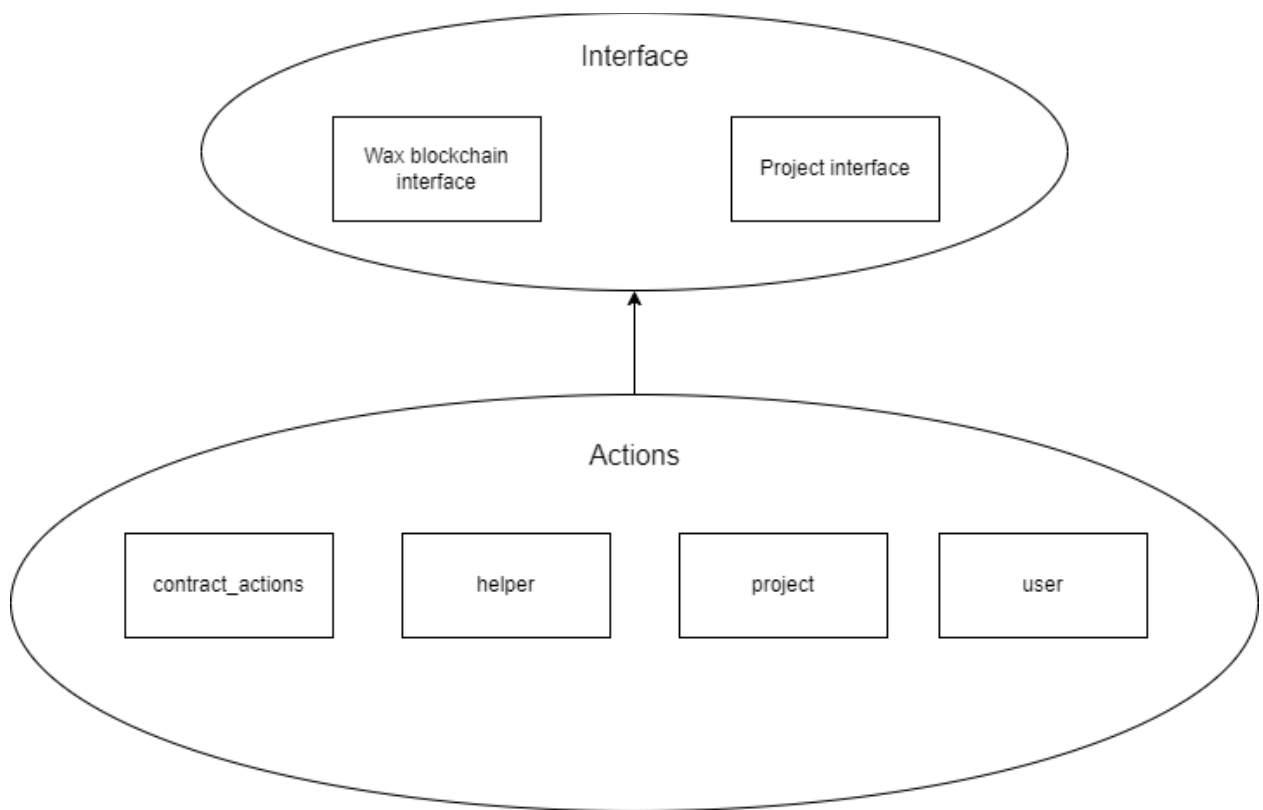 Interface
Wax blockchain
interface
Project interface
Actions
contract_actions
helper
project
user